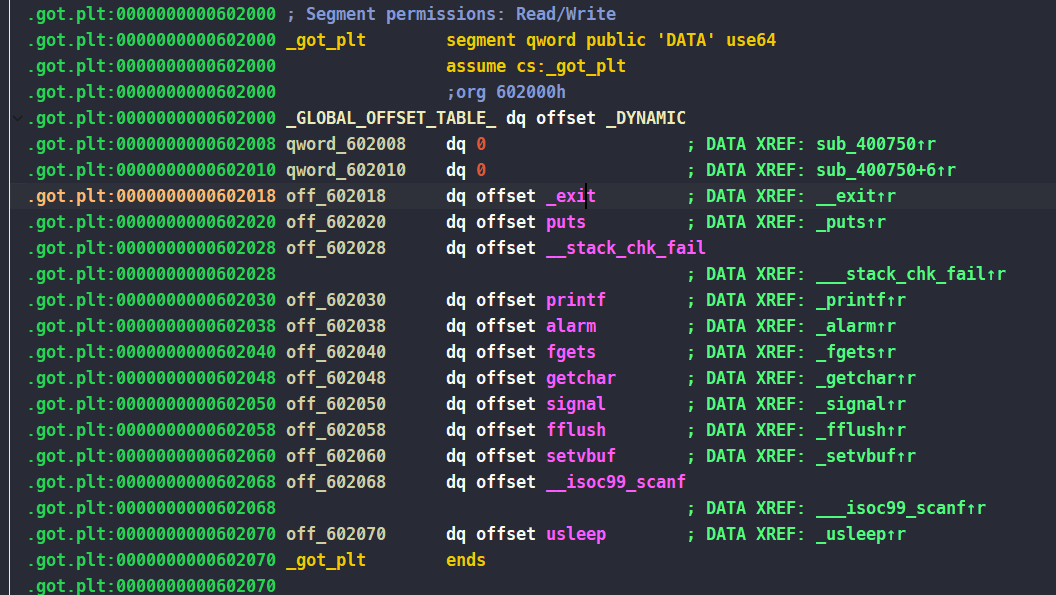 .got.plt:0000000000602000 ; Segment permissions: Read/Write
.got.plt:0000000000602000 _got_plt        segment qword public 'DATA' use64
.got.plt:0000000000602000                 assume cs:_got_plt
.got.plt:0000000000602000                 ;org 602000h
.got.plt:0000000000602000 _GLOBAL_OFFSET_TABLE_ dq offset _DYNAMIC
.got.plt:0000000000602008 qword_602008    dq 0                    ; DATA XREF: sub_400750↑r
.got.plt:0000000000602010 qword_602010    dq 0                    ; DATA XREF: sub_400750+6↑r
.got.plt:0000000000602018 off_602018      dq offset _exit         ; DATA XREF: __exit↑r
.got.plt:0000000000602020 off_602020      dq offset puts          ; DATA XREF: _puts↑r
.got.plt:0000000000602028 off_602028      dq offset __stack_chk_fail
.got.plt:0000000000602028                                         ; DATA XREF: ___stack_chk_fail↑r
.got.plt:0000000000602030 off_602030      dq offset printf        ; DATA XREF: _printf↑r
.got.plt:0000000000602038 off_602038      dq offset alarm         ; DATA XREF: _alarm↑r
.got.plt:0000000000602040 off_602040      dq offset fgets         ; DATA XREF: _fgets↑r
.got.plt:0000000000602048 off_602048      dq offset getchar       ; DATA XREF: _getchar↑r
.got.plt:0000000000602050 off_602050      dq offset signal        ; DATA XREF: _signal↑r
.got.plt:0000000000602058 off_602058      dq offset fflush        ; DATA XREF: _fflush↑r
.got.plt:0000000000602060 off_602060      dq offset setvbuf       ; DATA XREF: _setvbuf↑r
.got.plt:0000000000602068 off_602068      dq offset __isoc99_scanf
.got.plt:0000000000602068                                         ; DATA XREF: ___isoc99_scanf↑r
.got.plt:0000000000602070 off_602070      dq offset usleep        ; DATA XREF: _usleep↑r
.got.plt:0000000000602070 _got_plt        ends
.got.plt:0000000000602070